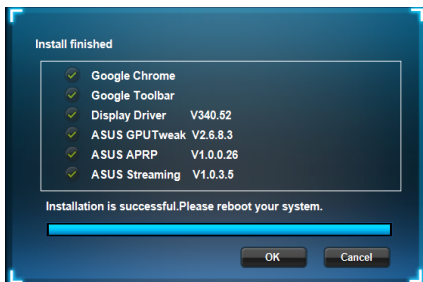 Install finished
Google Chrome
Google Toolbar
Display Driver V340.52
ASUS GPUTweak V2.6.8.3
ASUS APRP V1.0.0.26
ASUS Streaming V1.0.3.5
Installation is successful.Please reboot your system.
OK Cancel